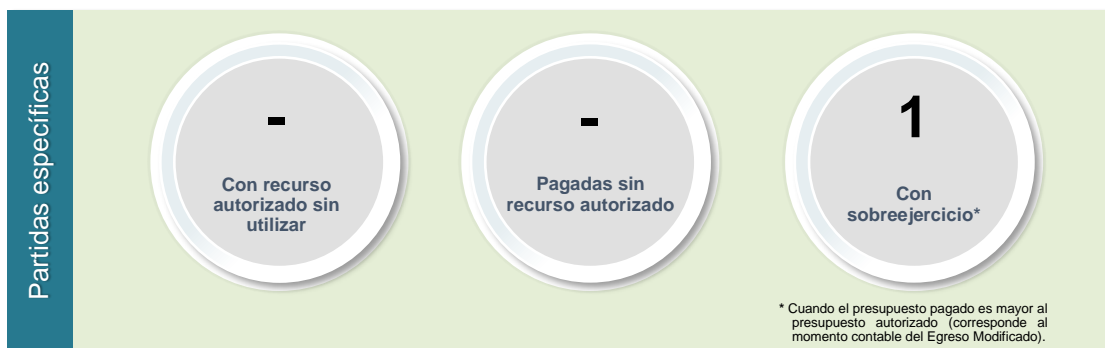 Partidas específicas
-
Con recurso
autorizado sin
utilizar
-
Pagadas sin
recurso autorizado
1
Con
sobreejercicio*
* Cuando el presupuesto pagado es mayor al
presupuesto autorizado (corresponde al
momento contable del Egreso Modificado).